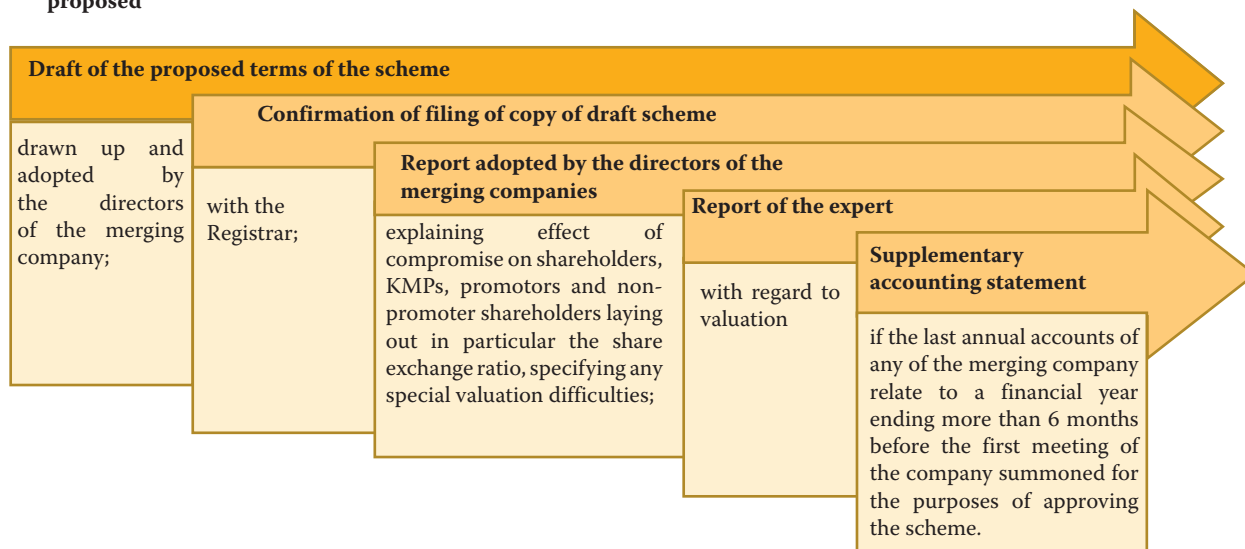 proposed
Draft of the proposed terms of the scheme
drawn up and
adopted by
the directors
of the merging
company;
Confirmation of filing of copy of draft scheme
with the
Registrar;
Report adopted by the directors of the
merging companies
explaining effect of
compromise on shareholders,
KMPs, promotors and non-
promoter shareholders laying
out in particular the share
exchange ratio, specifying any
special valuation difficulties;
Report of the expert
with regard to
valuation
Supplementary
accounting statement
if the last annual accounts of
any of the merging company
relate to a financial year
ending more than 6 months
before the first meeting of
the company summoned for
the purposes of approving
the scheme.